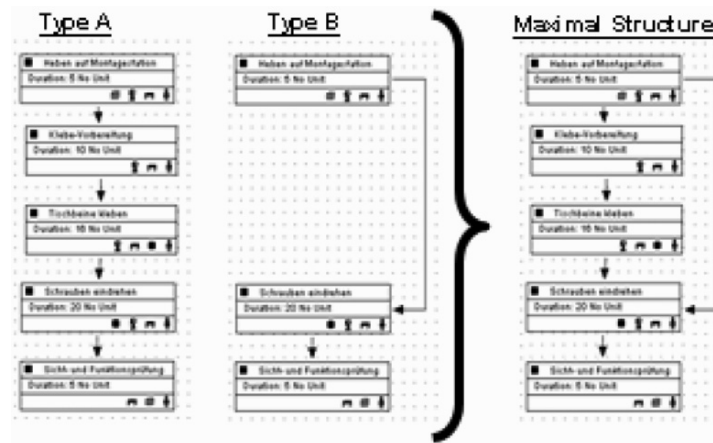 Type A
Heben auf Montagestation
Duration: 5 No Unit
Klebe-Vorbereitung
Duration: 10 No Unit
Tischbeine kleben
Duration: 16 No Unit
Schrauben eindrehen
Duration: 20 No Unit
Sicht- und Funktionsprüfung
Duration: 5 No Unit
Type B
Heben auf Montagestation
Duration: 5 No Unit
Schrauben eindrehen
Duration: 20 No Unit
Sicht- und Funktionsprüfung
Duration: 5 No Unit
Maximal Structure
Heben auf Montagestation
Duration: 5 No Unit
Klebe-Vorbereitung
Duration: 10 No Unit
Tischbeine kleben
Duration: 16 No Unit
Schrauben eindrehen
Duration: 20 No Unit
Sicht- und Funktionsprüfung
Duration: 5 No Unit